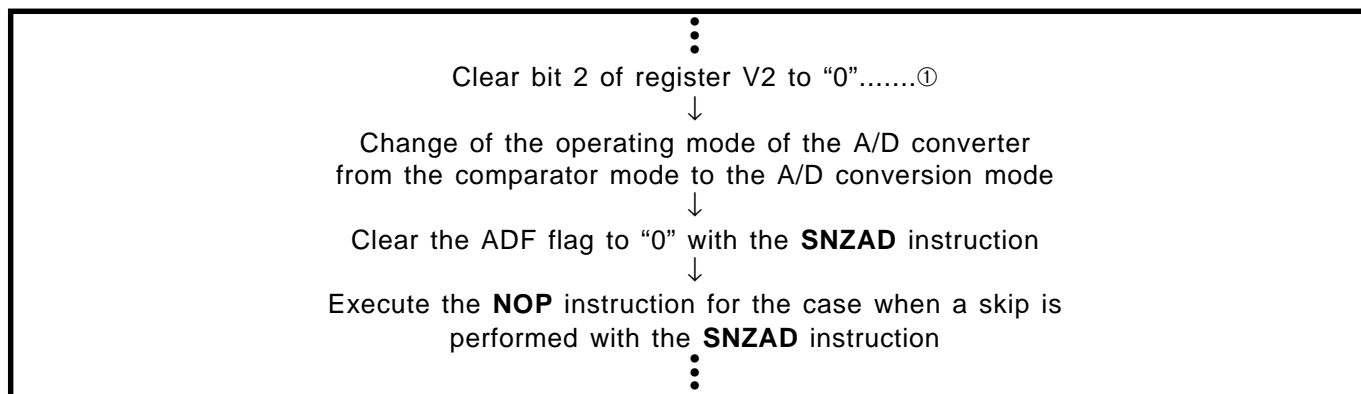 Clear bit 2 of register V2 to “0”.......①
↓
Change of the operating mode of the A/D converter
from the comparator mode to the A/D conversion mode
↓
Clear the ADF flag to “0” with the SNZAD instruction
↓
Execute the NOP instruction for the case when a skip is
performed with the SNZAD instruction